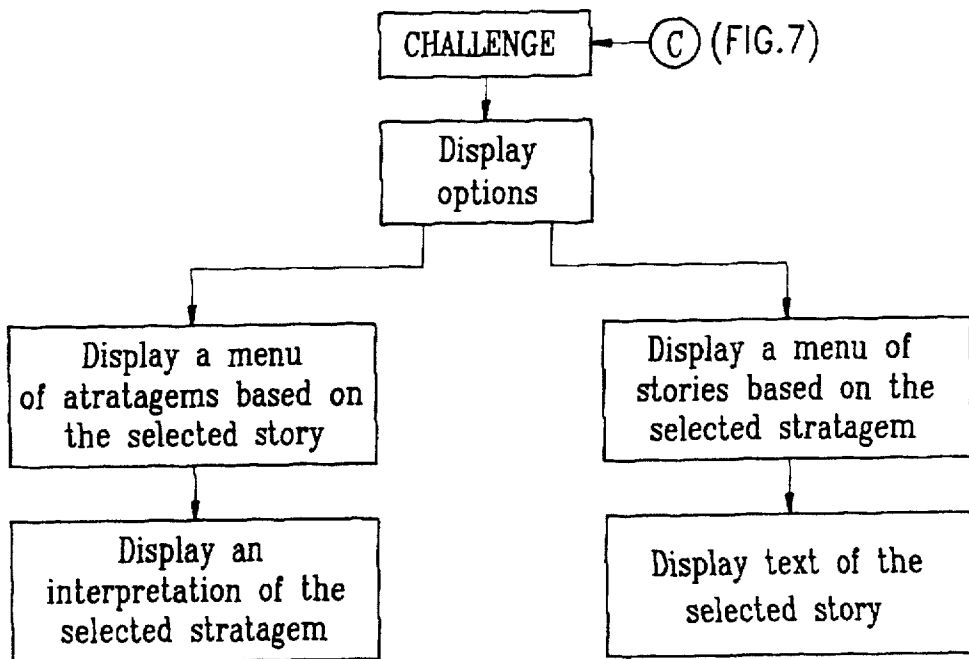 CHALLENGE
C (FIG.7)
Display
options
Display a menu
of atratagems based on
the selected story
Display a menu of
stories based on the
selected stratagem
Display an
interpretation of the
selected stratagem
Display text of the
selected story